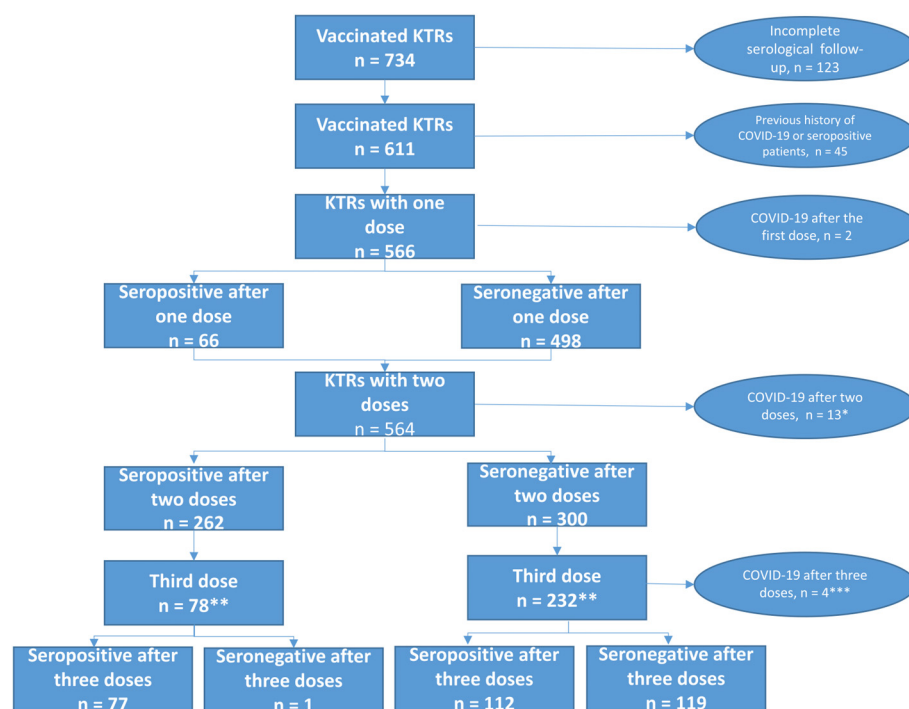 Vaccinated KTRs
n = 734
Incomplete
serological follow-
up, n = 123
Vaccinated KTRs
n = 611
Previous history of
COVID-19 or seropositive
patients, n = 45
KTRs with one
dose
n = 566
COVID-19 after the
first dose, n = 2
Seropositive after
one dose
n = 66
Seronegative after
one dose
n = 498
KTRs with two
doses
n = 564
COVID-19 after two
doses, n = 13*
Seropositive after
two doses
n = 262
Seronegative after
two doses
n = 300
Third dose
n = 78**
Third dose
n = 232**
COVID-19 after three
doses, n = 4***
Seropositive after
three doses
n = 77
Seronegative after
three doses
n = 1
Seropositive after
three doses
n = 112
Seronegative after
three doses
n = 119